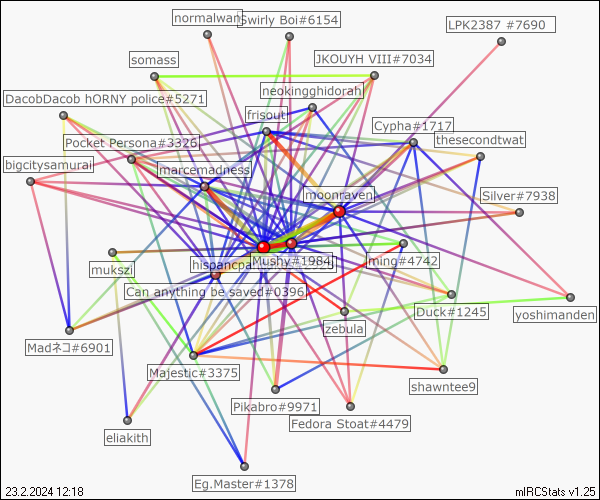 normalwan
Swirly Boi#6154
LPK2387 #7690
somass
JKOUYH VIII#7034
neokingghidorah
DacobDacob hORNY police#5271
frisout
Cypha#1717
Pocket Persona#3326
thesecondtwat
bigcitysamurai
marcemadness
moonraven
Silver#7938
Mushy#1984
hispancpa
ming#4742
mukszi
Can anything be saved#0396
Duck#1245
yoshimanden
zebula
Madネコ#6901
Majestic#3375
shawntee9
Pikabro#9971
Fedora Stoat#4479
eliakith
Eg.Master#1378
23.2.2024 12:18
mIRCStats v1.25